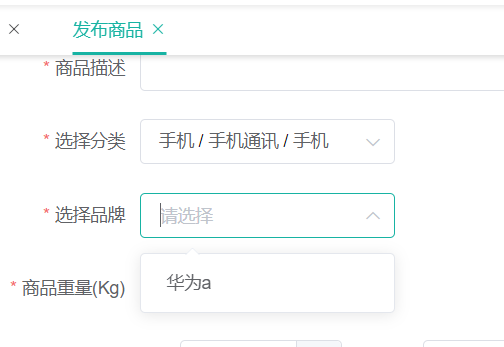 发布商品
* 商品描述
* 选择分类 手机 / 手机通讯 / 手机
* 选择品牌 请选择
华为a
* 商品重量(Kg)